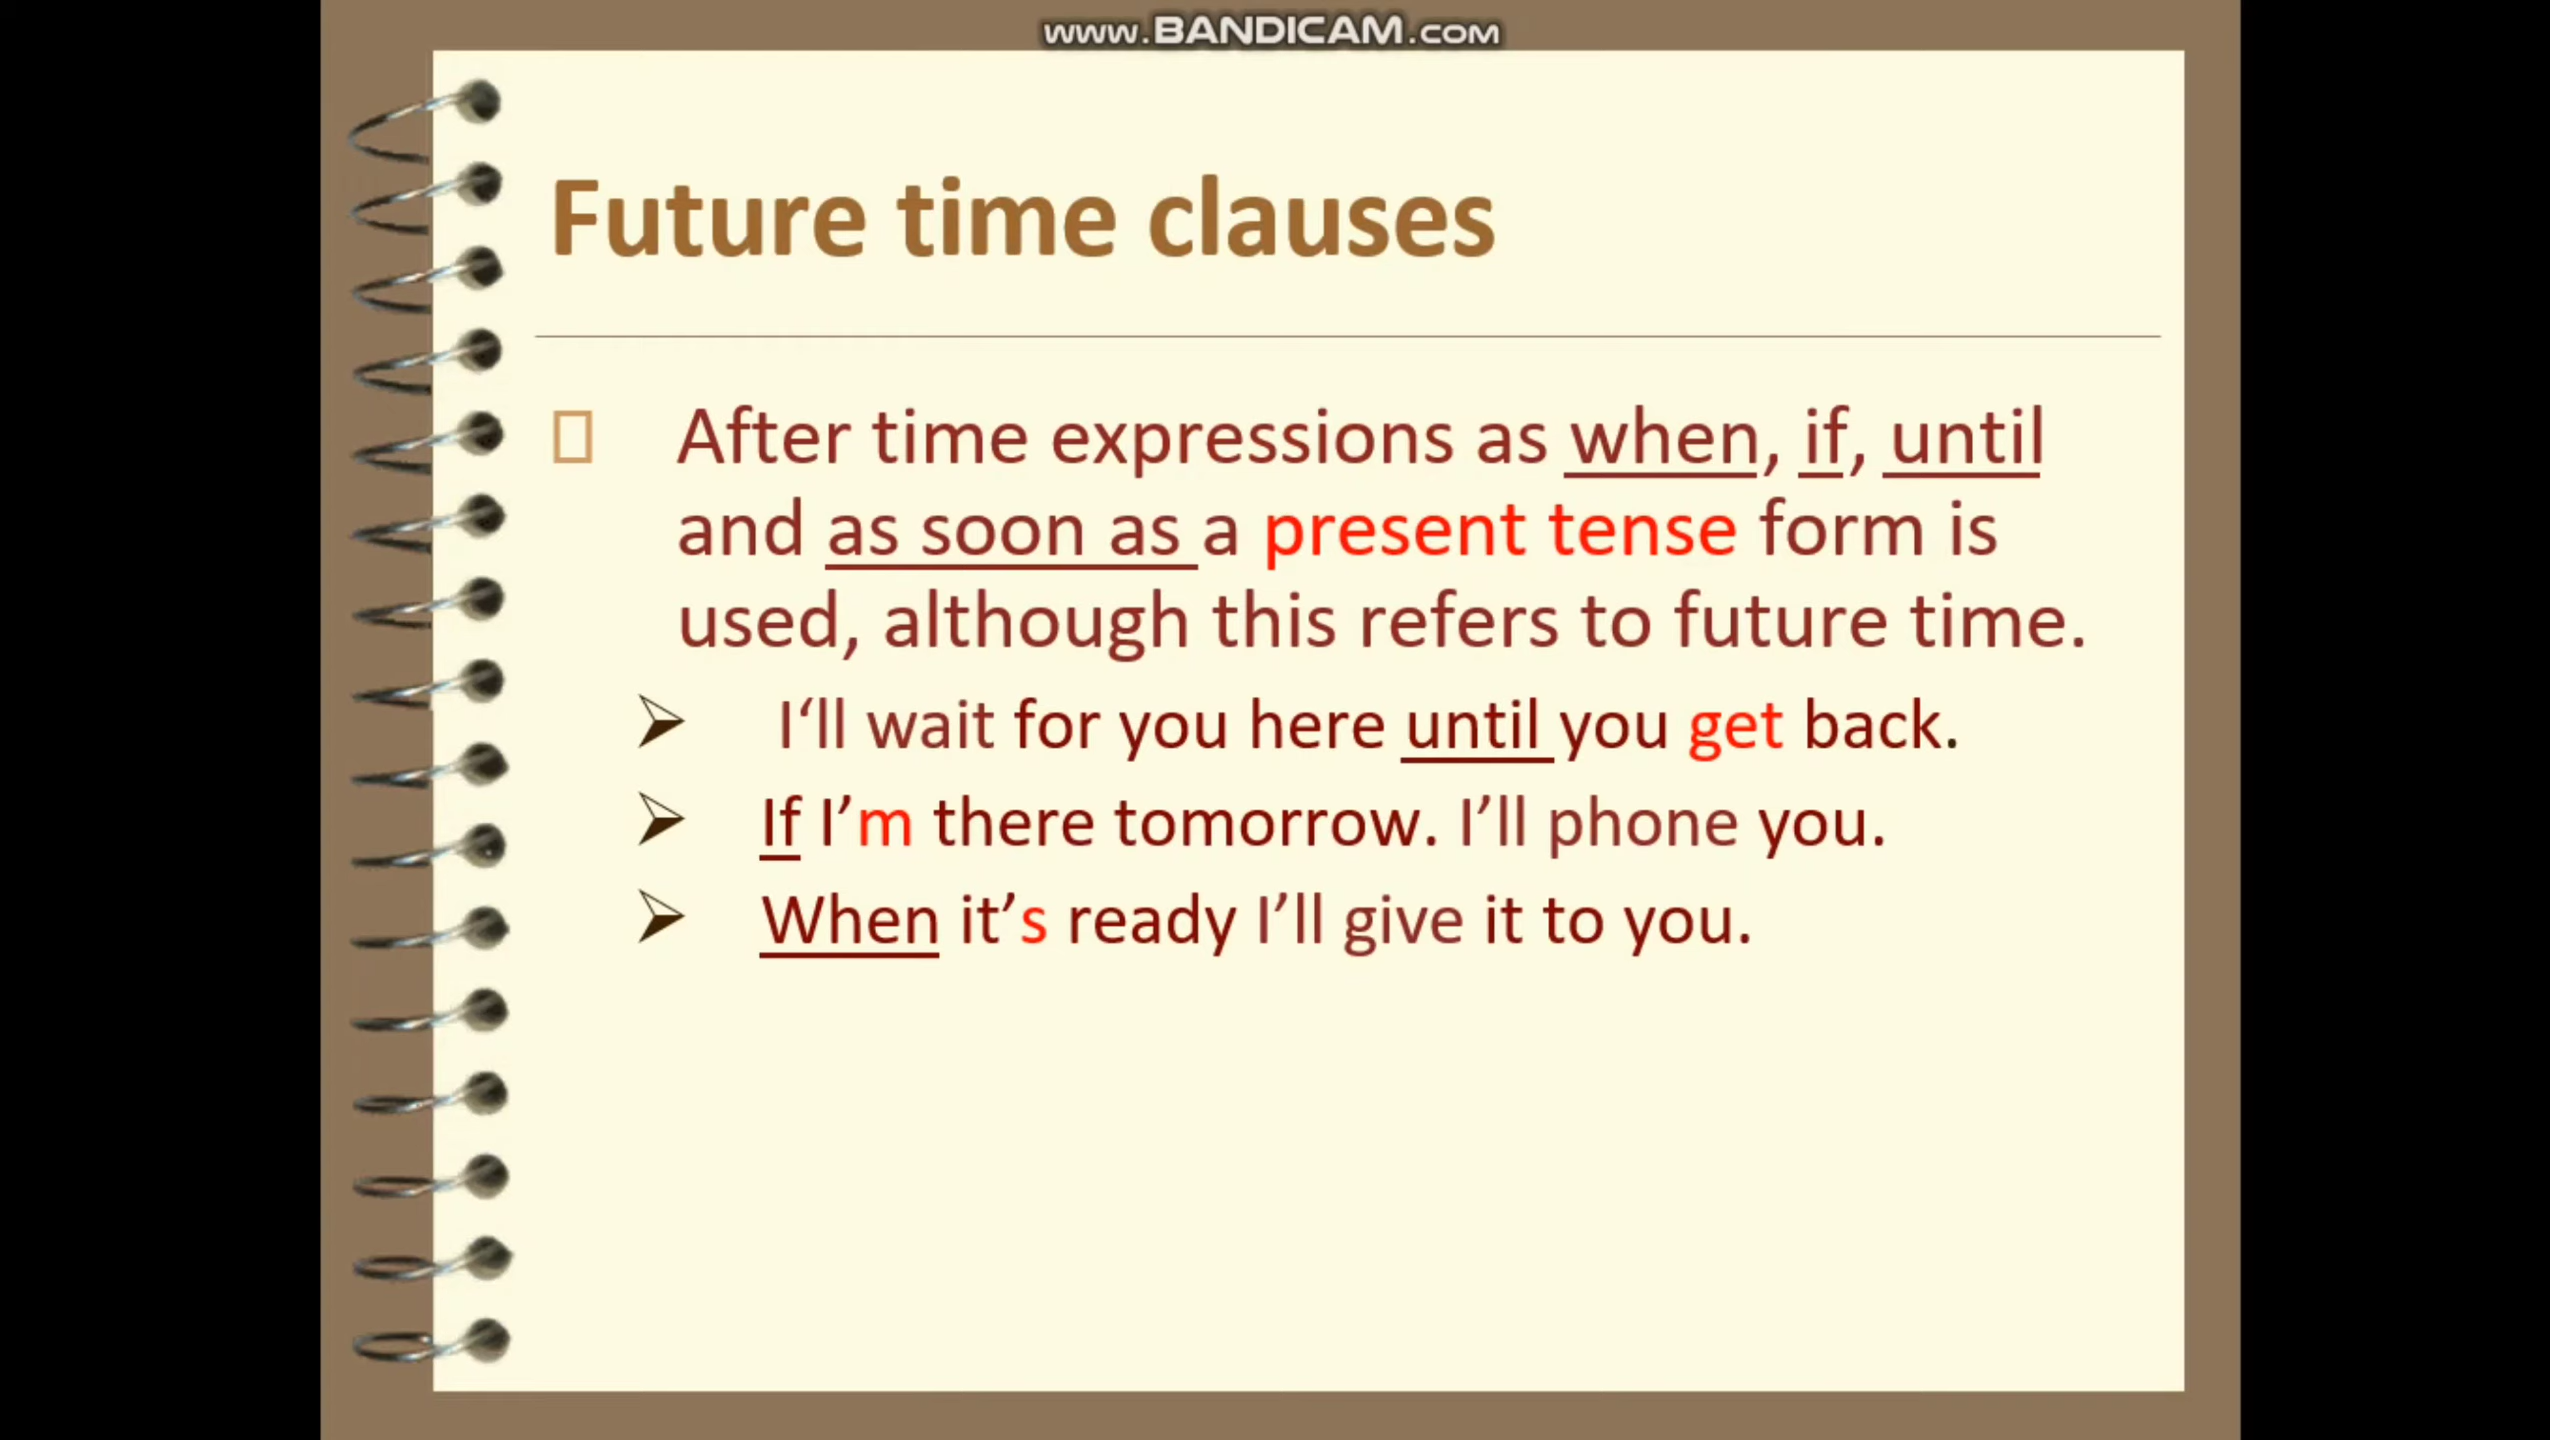 www.BANDICAM.com
Future time clauses
After time expressions as when, if, until
and as soon as a present tense form is
used, although this refers to future time.
I‘ll wait for you here until you get back.
If I’m there tomorrow. I’ll phone you.
When it’s ready I’ll give it to you.